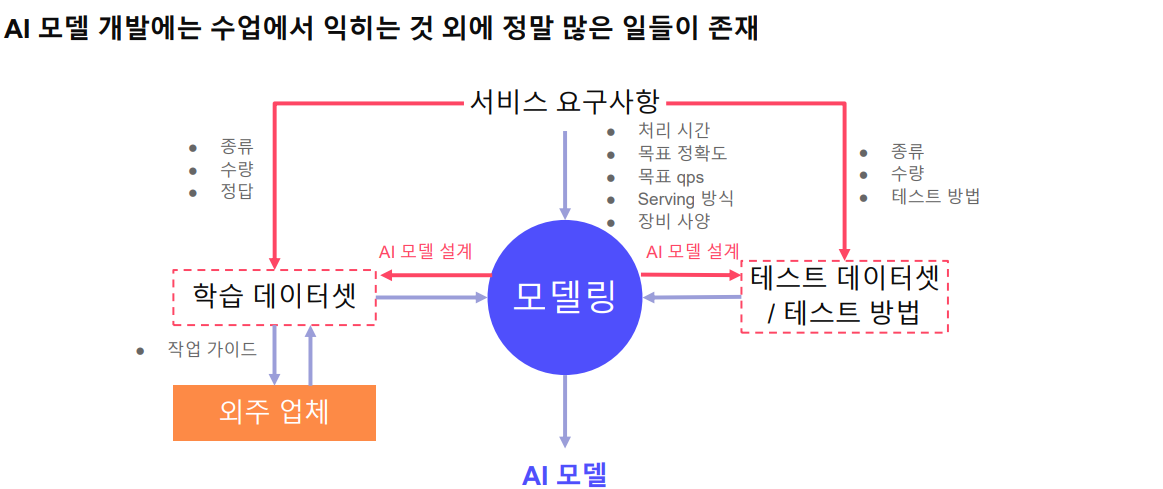 AI 모델 개발에는 수업에서 익히는 것 외에 정말 많은 일들이 존재
서비스 요구사항
● 처리 시간
● 목표 정확도
● 목표 qps
● Serving 방식
● 장비 사양
● 종류
● 수량
● 정답
● 종류
● 수량
● 테스트 방법
AI 모델 설계
AI 모델 설계
학습 데이터셋
모델링
테스트 데이터셋
/ 테스트 방법
● 작업 가이드
외주 업체
AI 모델